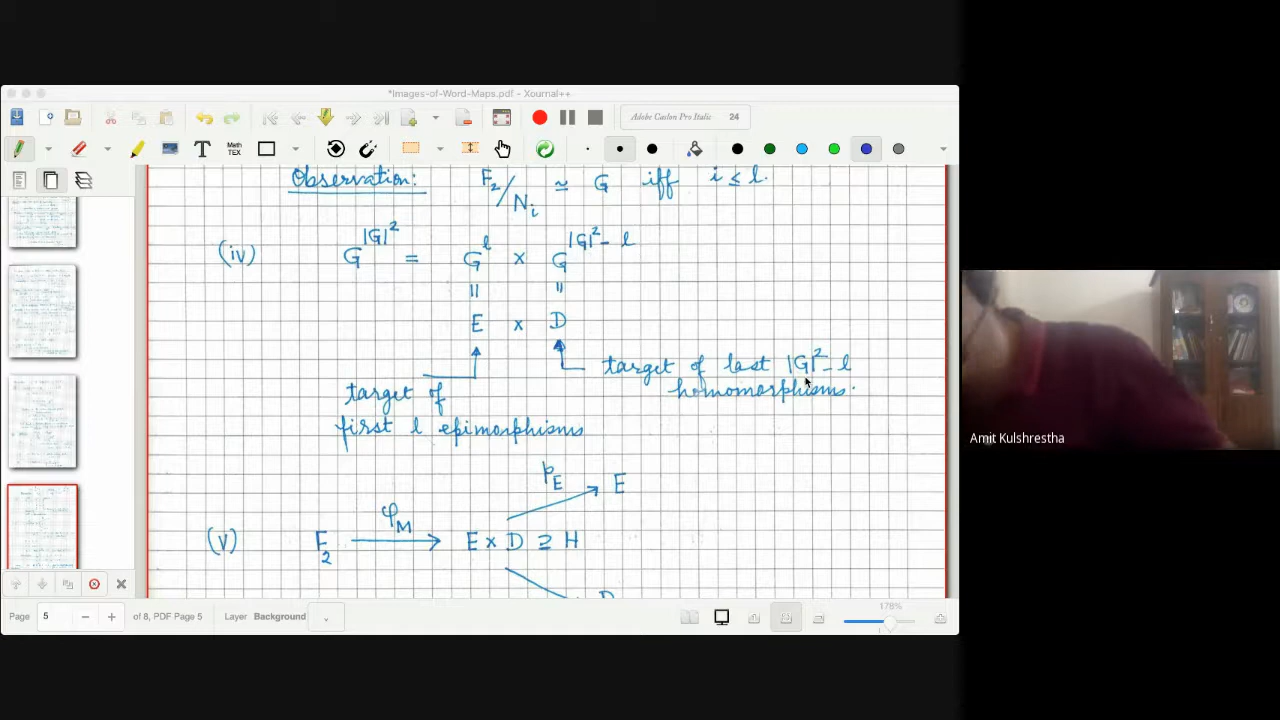 *Images-of-Word-Maps.pdf - Xournal++
Adobe Caslon Pro Italic 24
Observation: F₂/Nᵢ ≃ G iff i ≤ l.
(iv) G^{|G|²} = G^l × G^{|G|²-l}
= =
E × D
target of last |G|²-l
homomorphisms.
target of
first l epimorphisms
p_E E
(v) F₂ φ_M E × D ⊇ H
D
Amit Kulshrestha
Page 5 of 8, PDF Page 5 Layer Background 178%